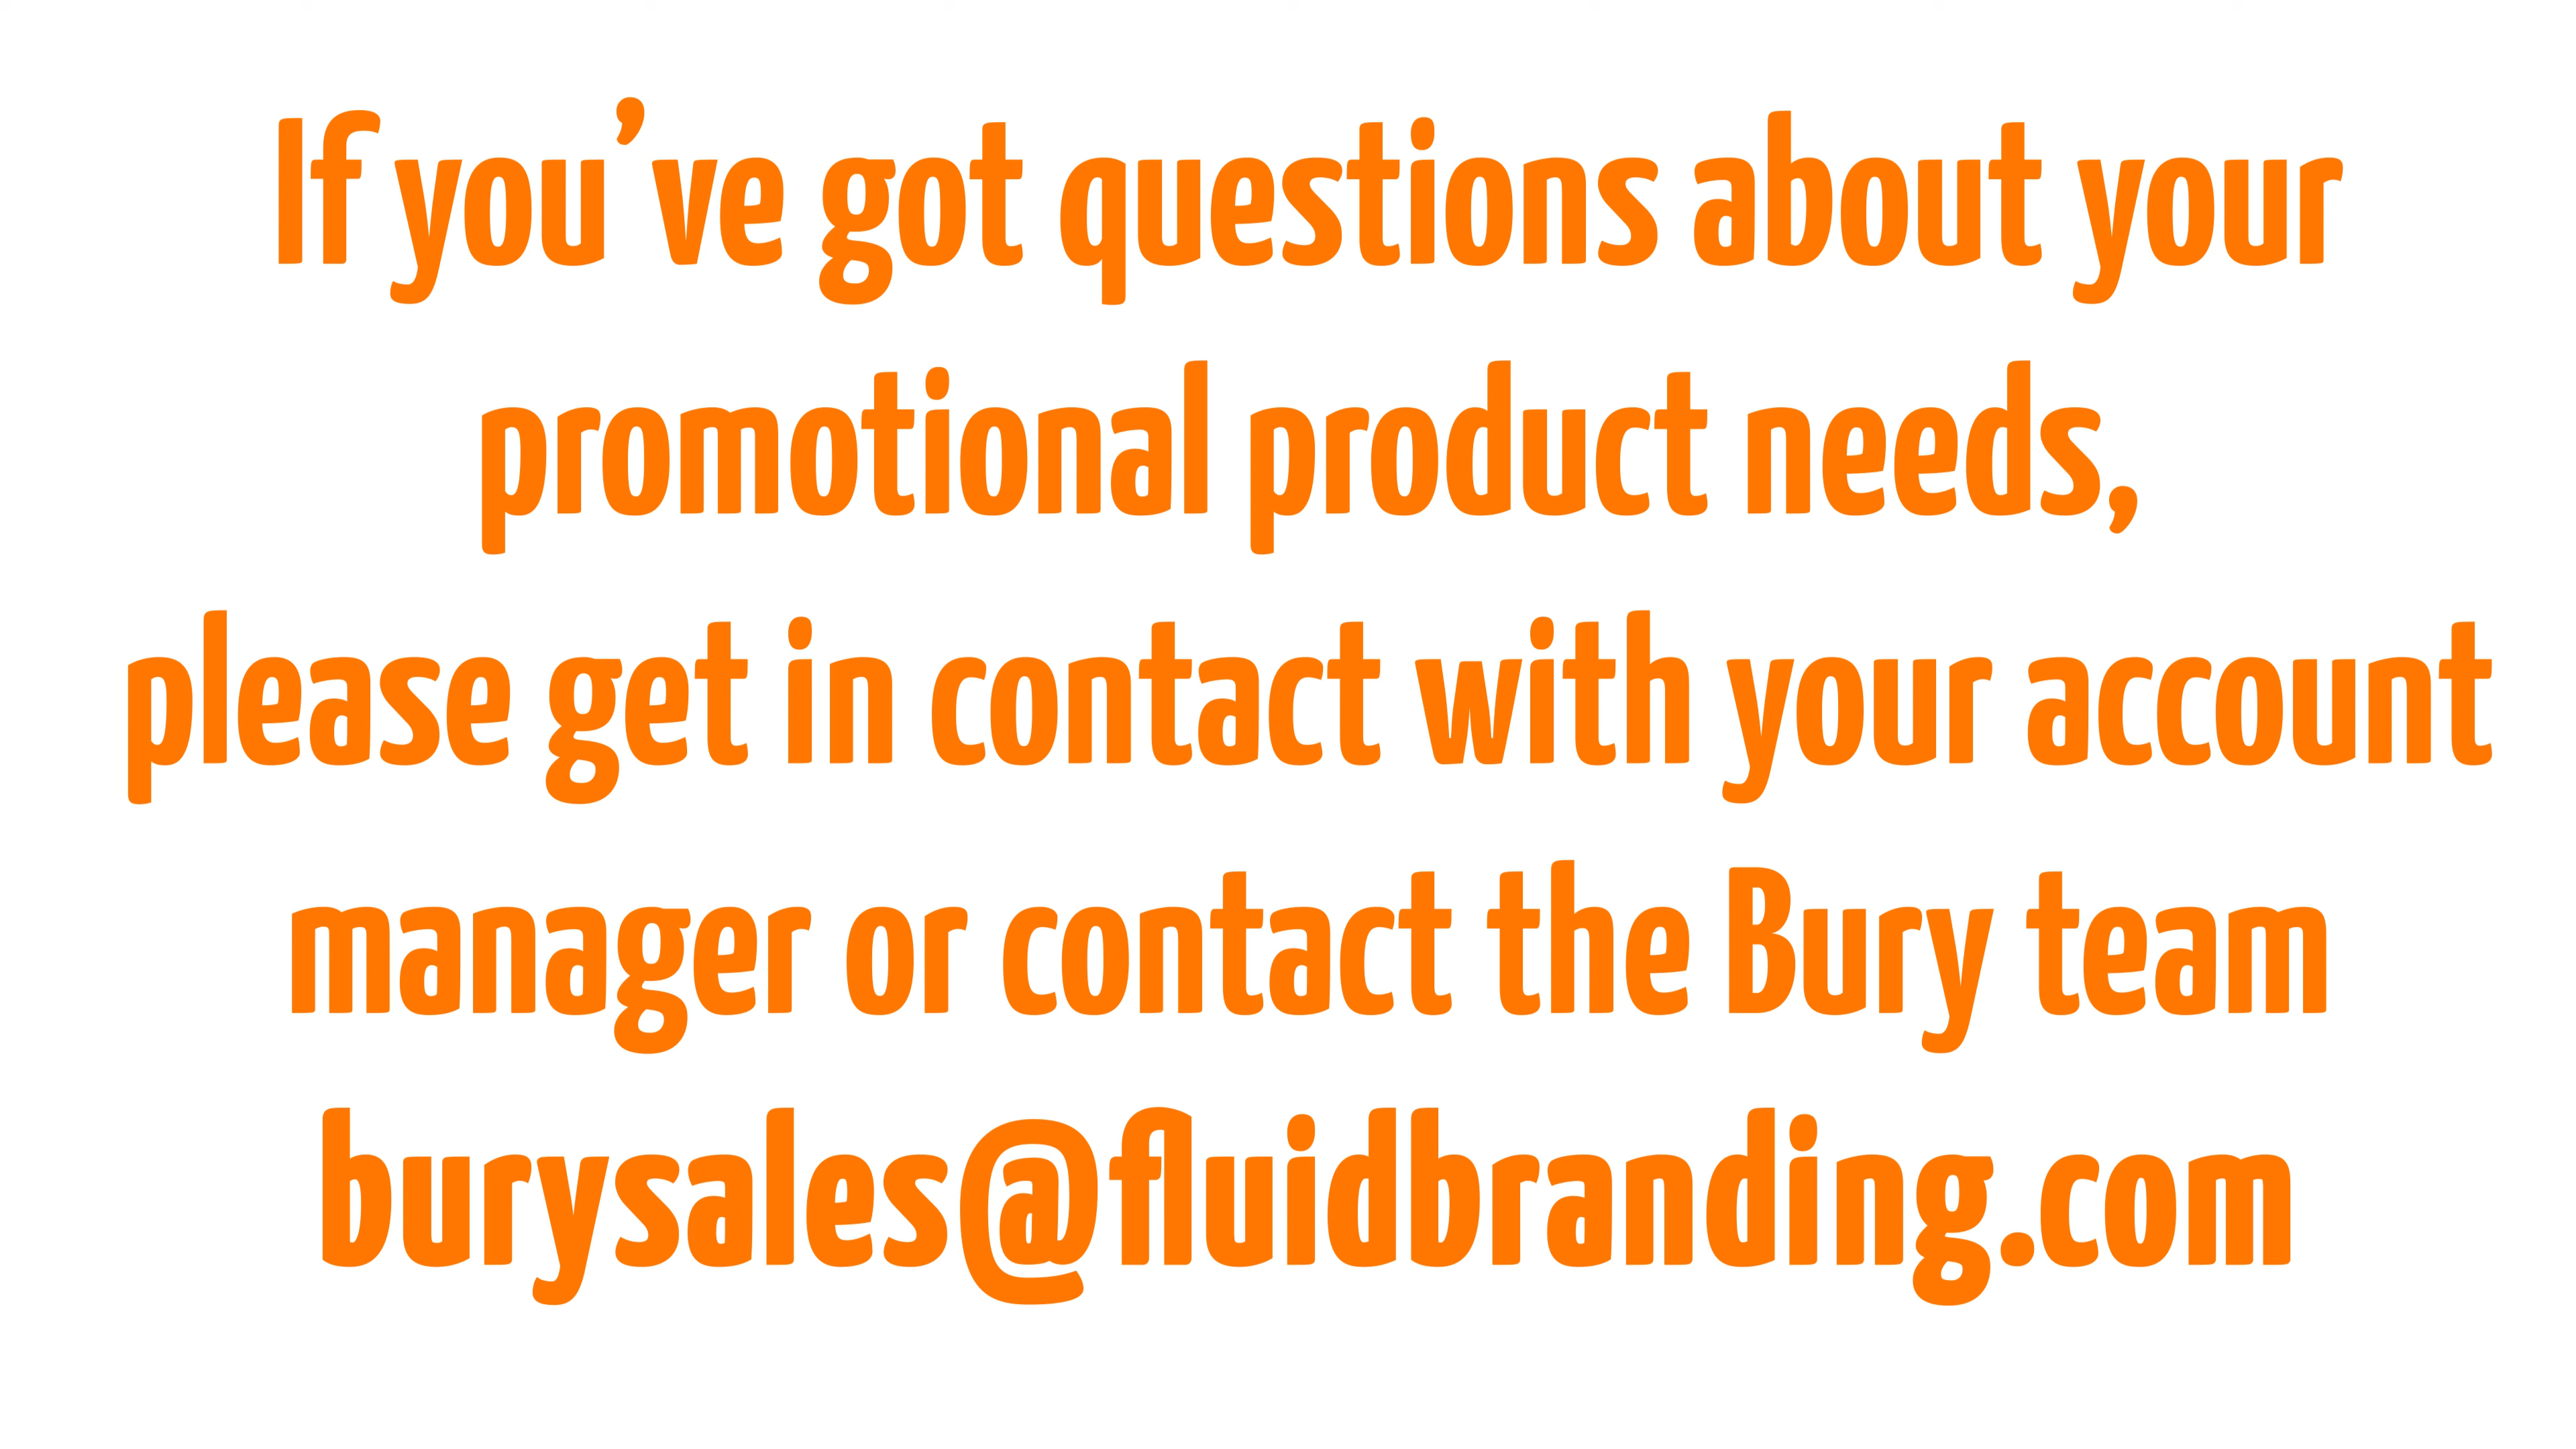 If you’ve got questions about your
promotional product needs,
please get in contact with your account
manager or contact the Bury team
burysales@fluidbranding.com